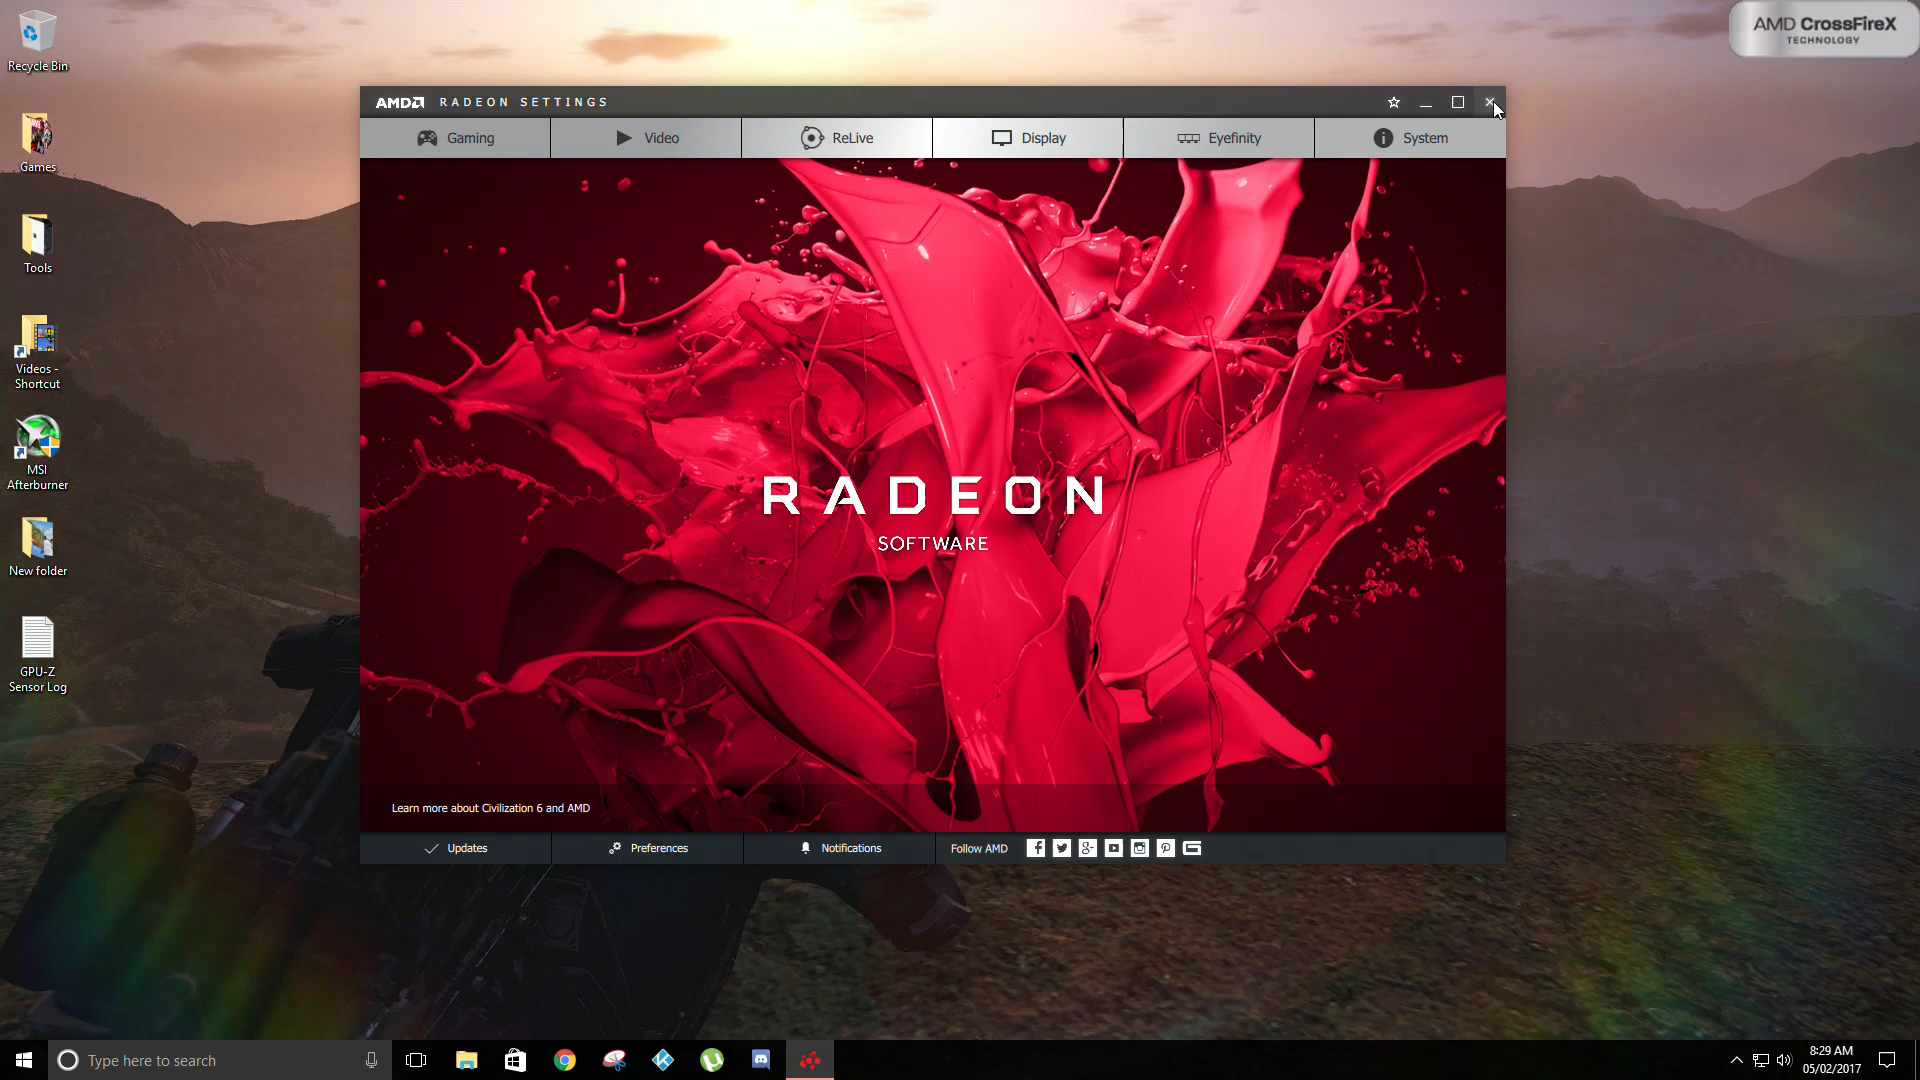 AMD CrossFireX
TECHNOLOGY
Recycle Bin
Games
Tools
Videos -
Shortcut
MSI
Afterburner
New folder
GPU-Z
Sensor Log
AMD RADEON SETTINGS
Gaming
Video
ReLive
Display
Eyefinity
System
RADEON
SOFTWARE
Learn more about Civilization 6 and AMD
Updates
Preferences
Notifications
Follow AMD
Type here to search
8:29 AM
05/02/2017